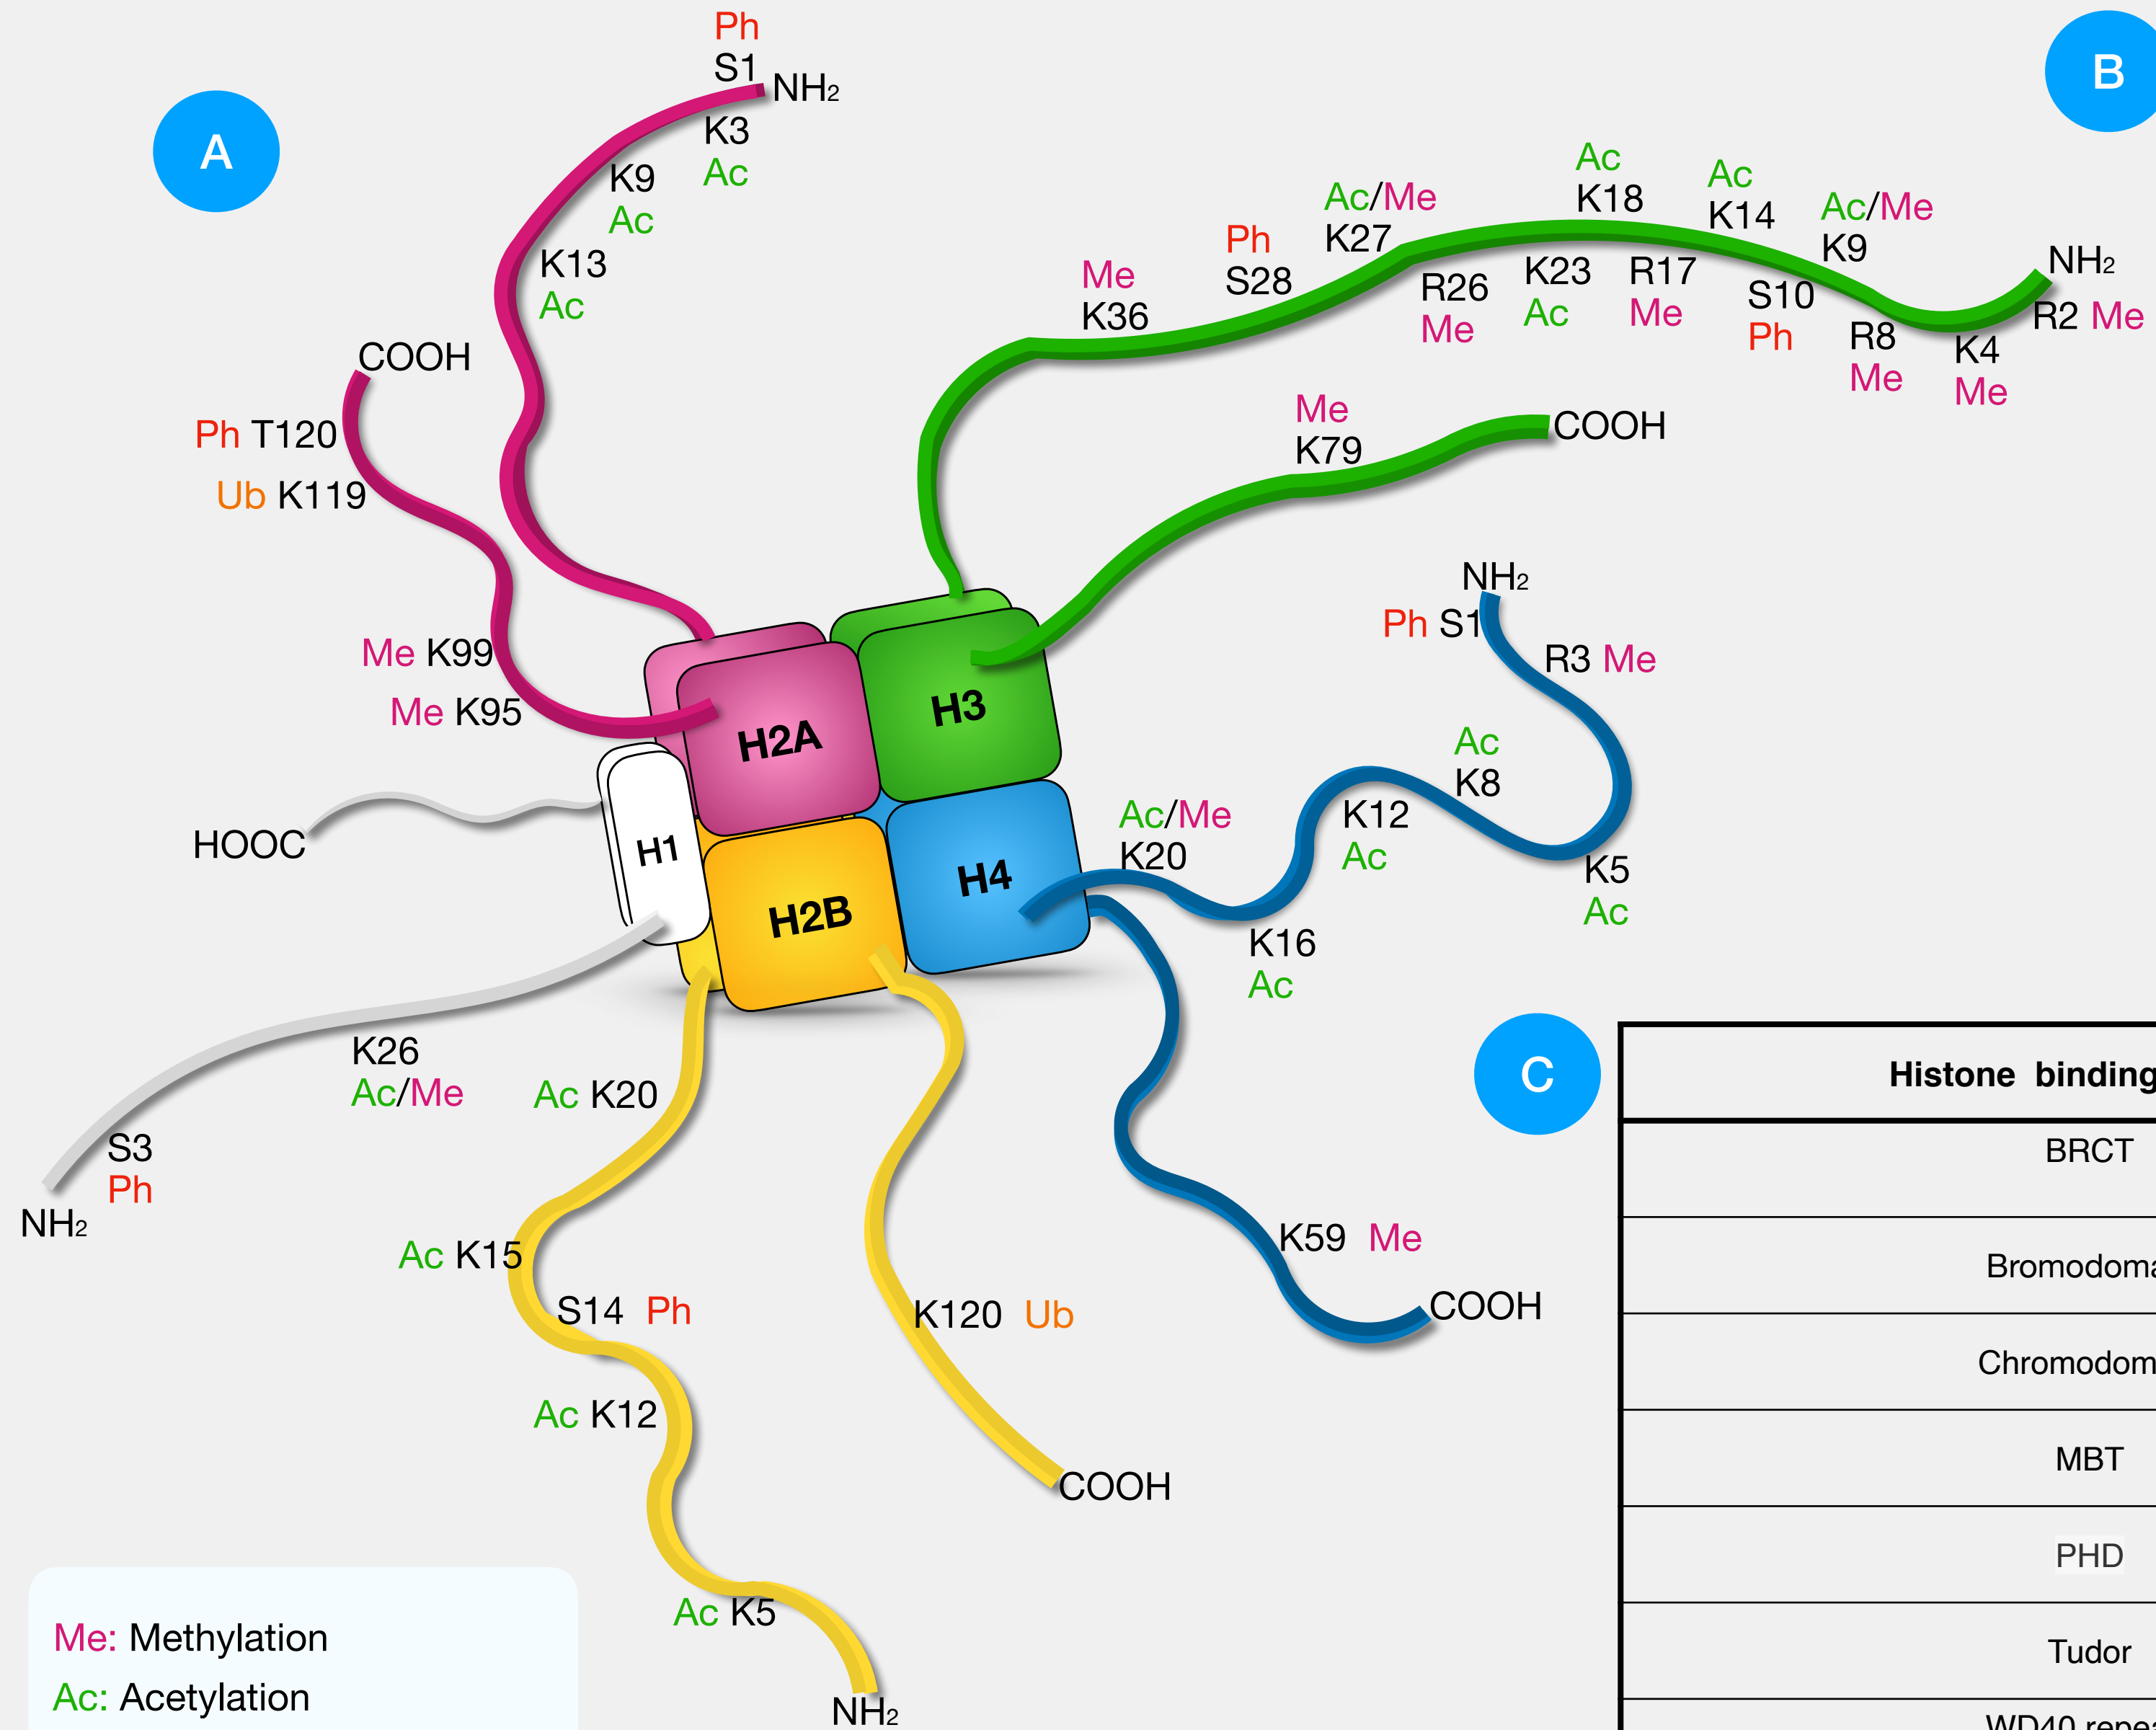 A
Ph
S1
NH2
K3
Ac
K9
Ac
K13
Ac
COOH
Ph T120
Ub K119
Me K99
Me K95
B
Me
K36
Ph
S28
Ac/Me
K27
R26
Me
Ac
K18
K23
Ac
R17
Me
Ac
K14
S10
Ph
Ac/Me
K9
R8
Me
K4
Me
NH2
R2 Me
Me
K79
COOH
NH2
Ph S1
R3 Me
Ac
K8
K5
Ac
K12
Ac
K16
Ac
Ac/Me
K20
H2A
H3
H1
H2B
H4
HOOC
K26
Ac/Me
S3
Ph
NH2
Ac K20
Ac K15
S14 Ph
Ac K12
Ac K5
NH2
K120 Ub
COOH
K59 Me
COOH
C
Histone binding
BRCT
Bromodoma
Chromodom
MBT
PHD
Tudor
WD40 repe
Me: Methylation
Ac: Acetylation